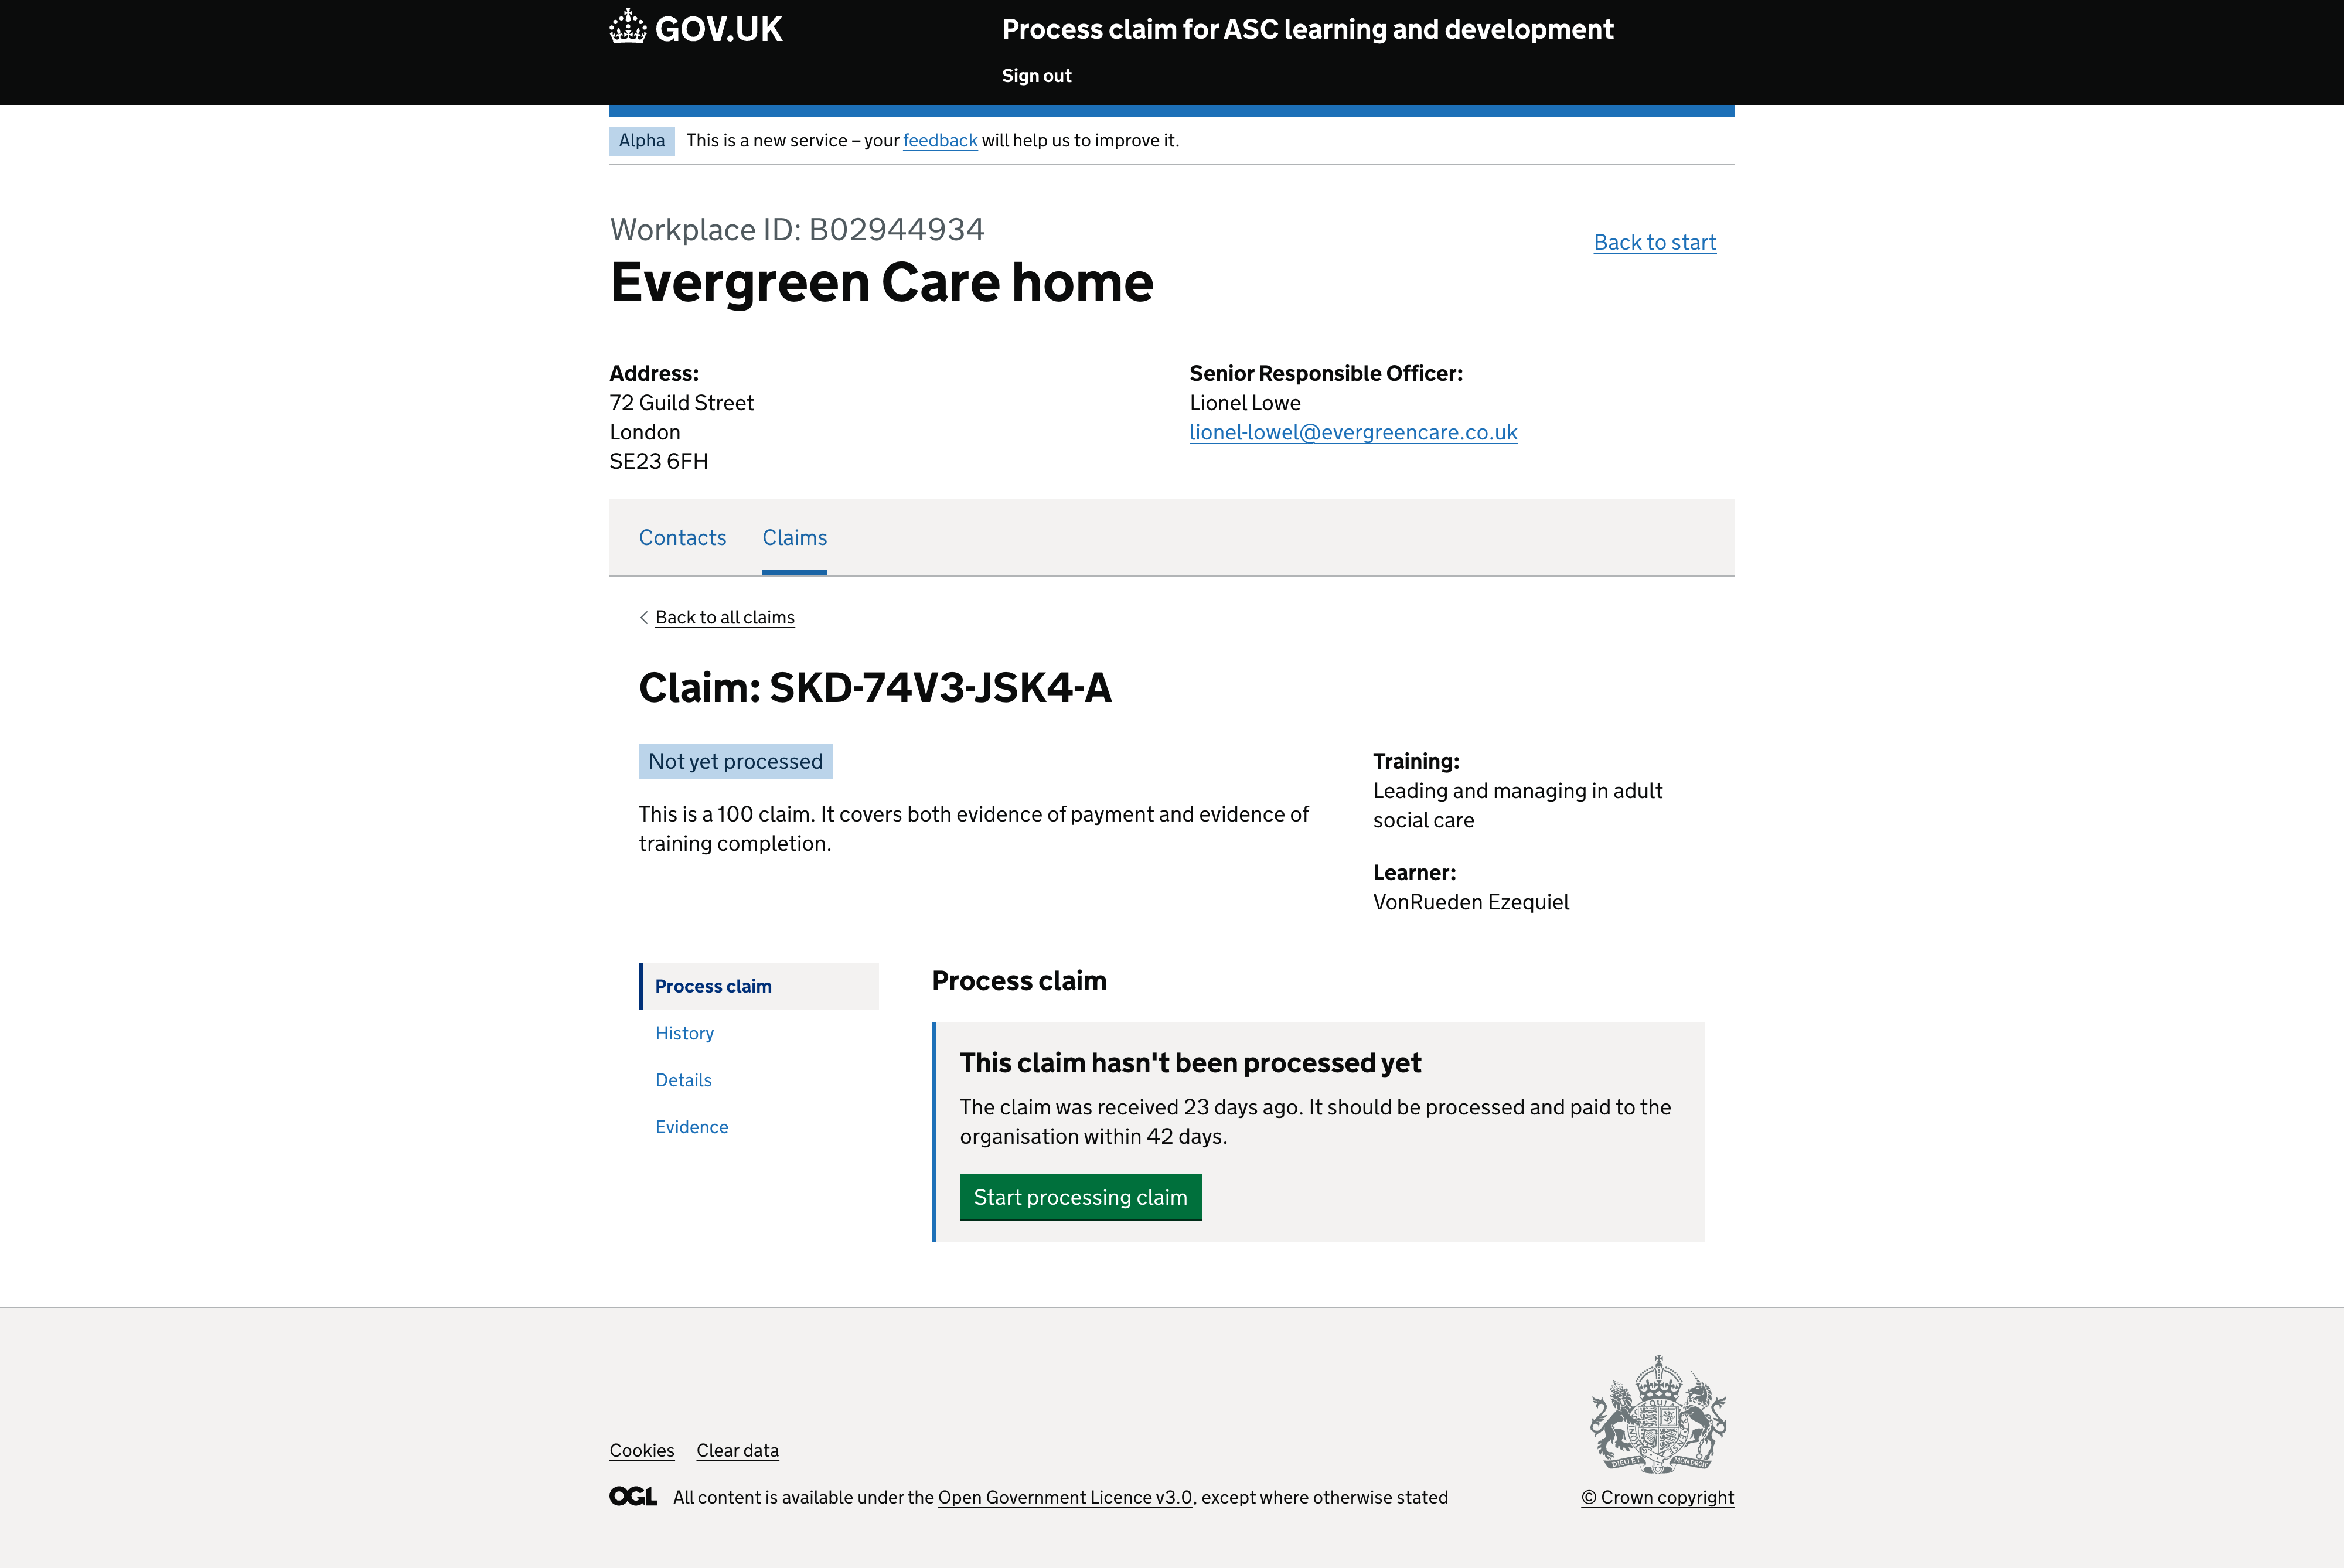 GOV.UK
Process claim for ASC learning and development
Sign out
Alpha
This is a new service – your feedback will help us to improve it.
Workplace ID: B02944934
Back to start
Evergreen Care home
Address:
72 Guild Street
London
SE23 6FH
Senior Responsible Officer:
Lionel Lowe
lionel-lowel@evergreencare.co.uk
Contacts
Claims
Back to all claims
Claim: SKD-74V3-JSK4-A
Not yet processed
This is a 100 claim. It covers both evidence of payment and evidence of
training completion.
Training:
Leading and managing in adult
social care
Learner:
VonRueden Ezequiel
Process claim
History
Details
Evidence
Process claim
This claim hasn't been processed yet
The claim was received 23 days ago. It should be processed and paid to the
organisation within 42 days.
Start processing claim
Cookies
Clear data
OGL
All content is available under the Open Government Licence v3.0, except where otherwise stated
DIEU ET MON DROIT
© Crown copyright